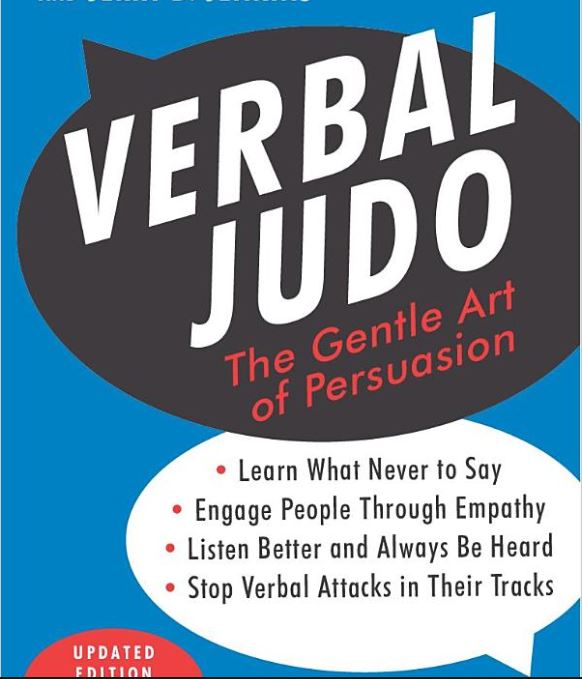 VERBAL
JUDO
The Gentle Art
of Persuasion
• Learn What Never to Say
• Engage People Through Empathy
• Listen Better and Always Be Heard
• Stop Verbal Attacks in Their Tracks
UPDATED
EDITION